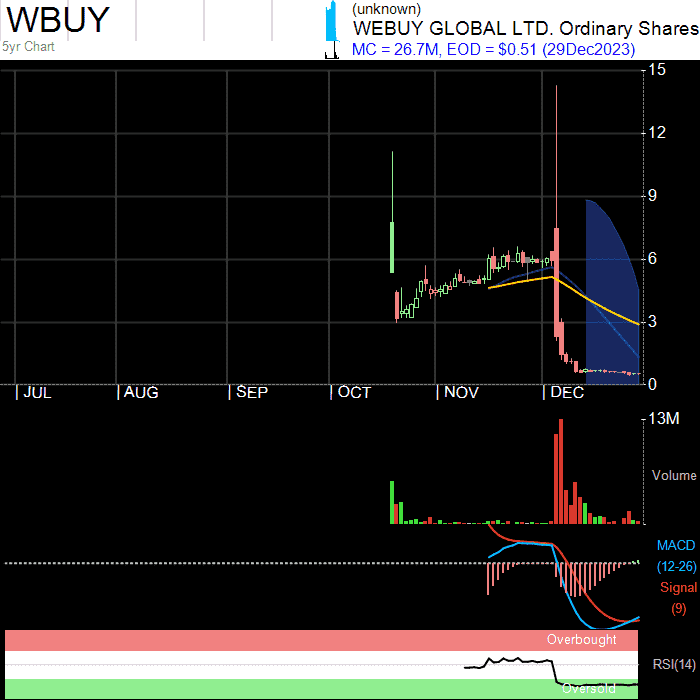 WBUY
5yr Chart
(unknown)
WEBUY GLOBAL LTD. Ordinary Shares
MC = 26.7M, EOD = $0.51 (29Dec2023)
15
12
9
6
3
0
JUL AUG SEP OCT NOV DEC
13M
Volume
MACD
(12-26)
Signal
(9)
Overbought
RSI(14)
Oversold